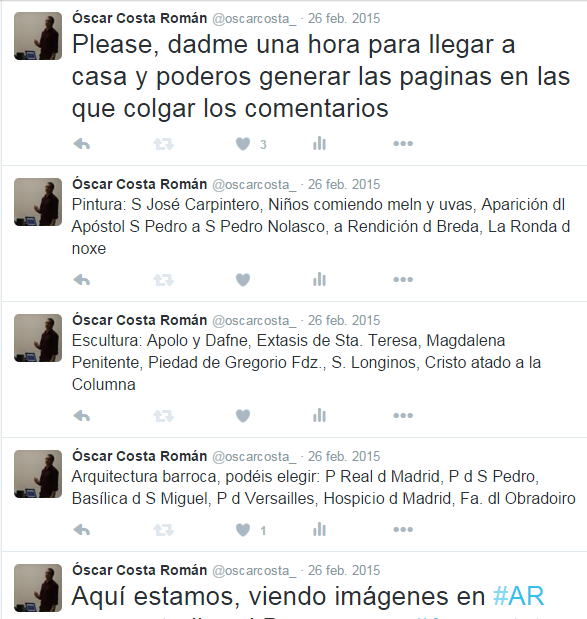 Óscar Costa Román @oscarcosta_ · 26 feb. 2015
Please, dadme una hora para llegar a
casa y poderos generar las paginas en las
que colgar los comentarios
3
Óscar Costa Román @oscarcosta_ · 26 feb. 2015
Pintura: S José Carpintero, Niños comiendo meln y uvas, Aparición dl
Apóstol S Pedro a S Pedro Nolasco, a Rendición d Breda, La Ronda d
noxe
Óscar Costa Román @oscarcosta_ · 26 feb. 2015
Escultura: Apolo y Dafne, Extasis de Sta. Teresa, Magdalena
Penitente, Piedad de Gregorio Fdz., S. Longinos, Cristo atado a la
Columna
Óscar Costa Román @oscarcosta_ · 26 feb. 2015
Arquitectura barroca, podéis elegir: P Real d Madrid, P d S Pedro,
Basílica d S Miguel, P d Versailles, Hospicio d Madrid, Fa. dl Obradoiro
1
Óscar Costa Román @oscarcosta_ · 26 feb. 2015
Aquí estamos, viendo imágenes en #AR